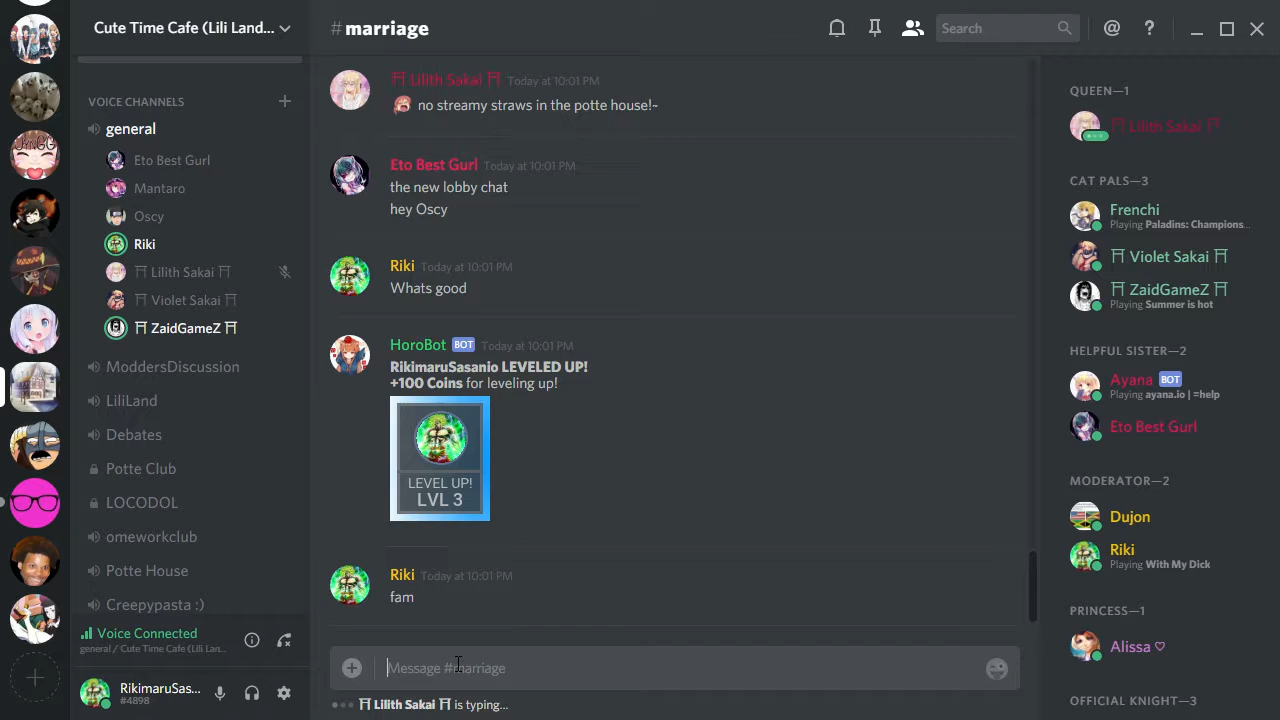 Cute Time Cafe (Lili Land...
VOICE CHANNELS
general
Eto Best Gurl
Mantaro
Oscy
Riki
⛩ Lilith Sakai ⛩
⛩ Violet Sakai ⛩
⛩ ZaidGameZ ⛩
ModdersDiscussion
LiliLand
Debates
Potte Club
LOCODOL
omeworkclub
Potte House
Creepypasta :)
Voice Connected
general / Cute Time Cafe (Lili Lan...
RikimaruSas...
#4898
#marriage
Search
⛩ Lilith Sakai ⛩ Today at 10:01 PM
no streamy straws in the potte house!~
Eto Best Gurl Today at 10:01 PM
the new lobby chat
hey Oscy
Riki Today at 10:01 PM
Whats good
HoroBot BOT Today at 10:01 PM
RikimaruSasanio LEVELED UP!
+100 Coins for leveling up!
LEVEL UP!
LVL 3
Riki Today at 10:01 PM
fam
Message #marriage
⛩ Lilith Sakai ⛩ is typing...
QUEEN—1
⛩ Lilith Sakai ⛩
CAT PALS—3
Frenchi
Playing Paladins: Champions...
⛩ Violet Sakai ⛩
⛩ ZaidGameZ ⛩
Playing Summer is hot
HELPFUL SISTER—2
Ayana BOT
Playing ayana.io | =help
Eto Best Gurl
MODERATOR—2
Dujon
Riki
Playing With My Dick
PRINCESS—1
Alissa ♡
OFFICIAL KNIGHT—3